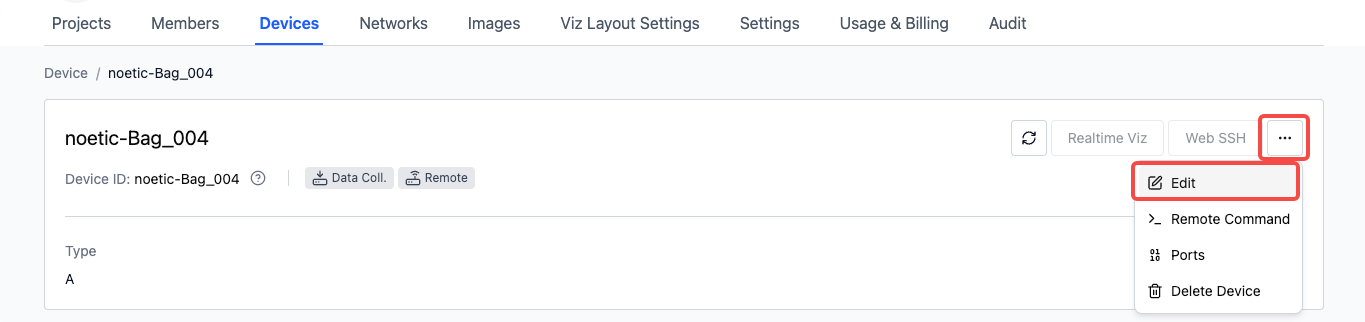 Projects Members Devices Networks Images Viz Layout Settings Settings Usage & Billing Audit
Device / noetic-Bag_004
noetic-Bag_004
Realtime Viz Web SSH ...
Device ID: noetic-Bag_004 ? Data Coll. Remote
Edit
Remote Command
Ports
Delete Device
Type
A